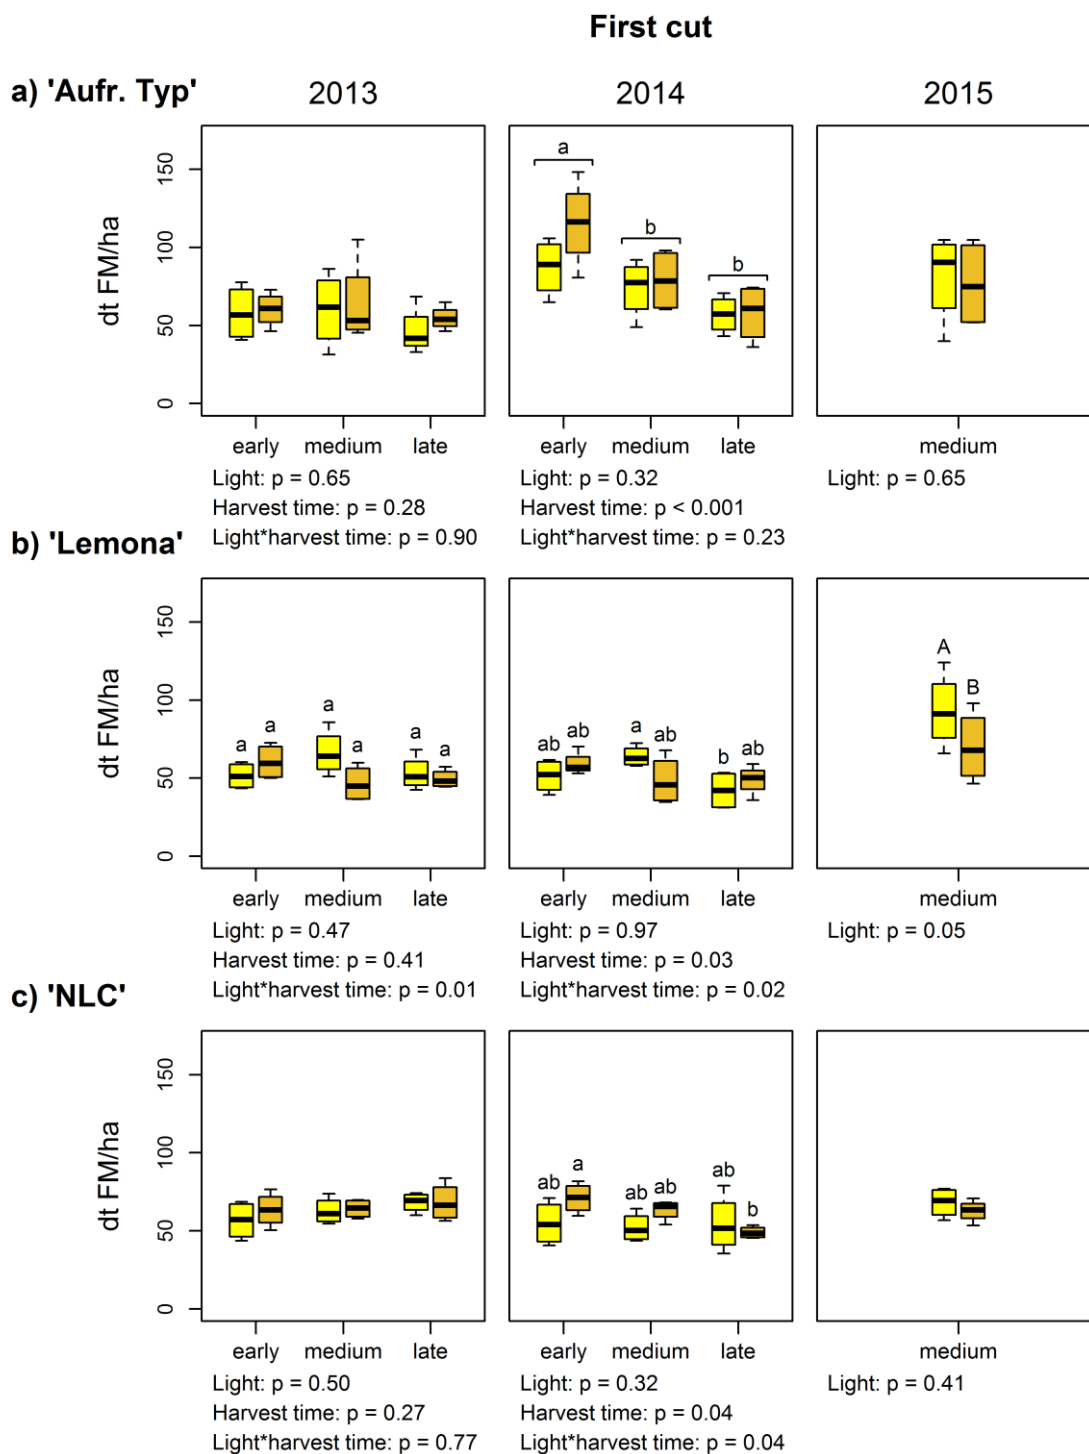 First cut
a) 'Aufr. Typ' 2013 2014 2015
dt FM/ha
150
100
50
0
a
b
b
early medium late
early medium late
medium
Light: p = 0.65
Harvest time: p = 0.28
Light*harvest time: p = 0.90
Light: p = 0.32
Harvest time: p < 0.001
Light*harvest time: p = 0.23
Light: p = 0.65
b) 'Lemona'
dt FM/ha
150
100
50
0
a a a a a a
ab ab a ab b ab
A B
early medium late
early medium late
medium
Light: p = 0.47
Harvest time: p = 0.41
Light*harvest time: p = 0.01
Light: p = 0.97
Harvest time: p = 0.03
Light*harvest time: p = 0.02
Light: p = 0.05
c) 'NLC'
dt FM/ha
150
100
50
0
ab a ab ab ab b
early medium late
early medium late
medium
Light: p = 0.50
Harvest time: p = 0.27
Light*harvest time: p = 0.77
Light: p = 0.32
Harvest time: p = 0.04
Light*harvest time: p = 0.04
Light: p = 0.41